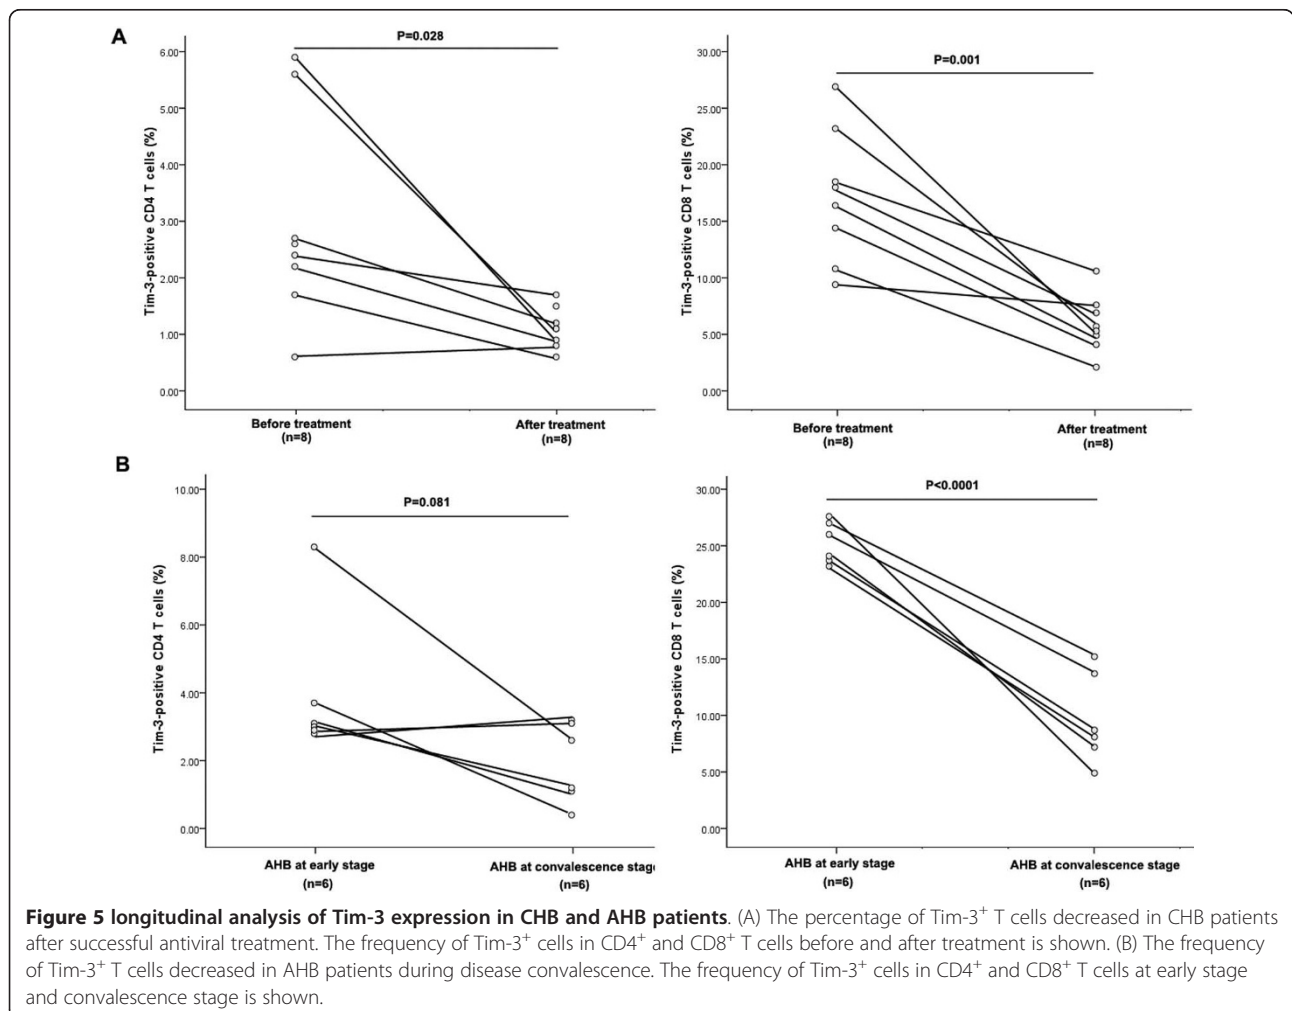 A
P=0.028
Tim-3-positive CD4 T cells (%)
6.00
5.00
4.00
3.00
2.00
1.00
0.00
Before treatment
(n=8)
After treatment
(n=8)
P=0.001
Tim-3-positive CD8 T cells (%)
30.00
25.00
20.00
15.00
10.00
5.00
0.00
Before treatment
(n=8)
After treatment
(n=8)
B
P=0.081
Tim-3-positive CD4 T cells (%)
10.00
8.00
6.00
4.00
2.00
0.00
AHB at early stage
(n=6)
AHB at convalescence stage
(n=6)
P<0.0001
Tim-3-positive CD8 T cells (%)
30.00
25.00
20.00
15.00
10.00
5.00
0.00
AHB at early stage
(n=6)
AHB at convalescence stage
(n=6)
Figure 5 longitudinal analysis of Tim-3 expression in CHB and AHB patients. (A) The percentage of Tim-3⁺ T cells decreased in CHB patients
after successful antiviral treatment. The frequency of Tim-3⁺ cells in CD4⁺ and CD8⁺ T cells before and after treatment is shown. (B) The frequency
of Tim-3⁺ T cells decreased in AHB patients during disease convalescence. The frequency of Tim-3⁺ cells in CD4⁺ and CD8⁺ T cells at early stage
and convalescence stage is shown.